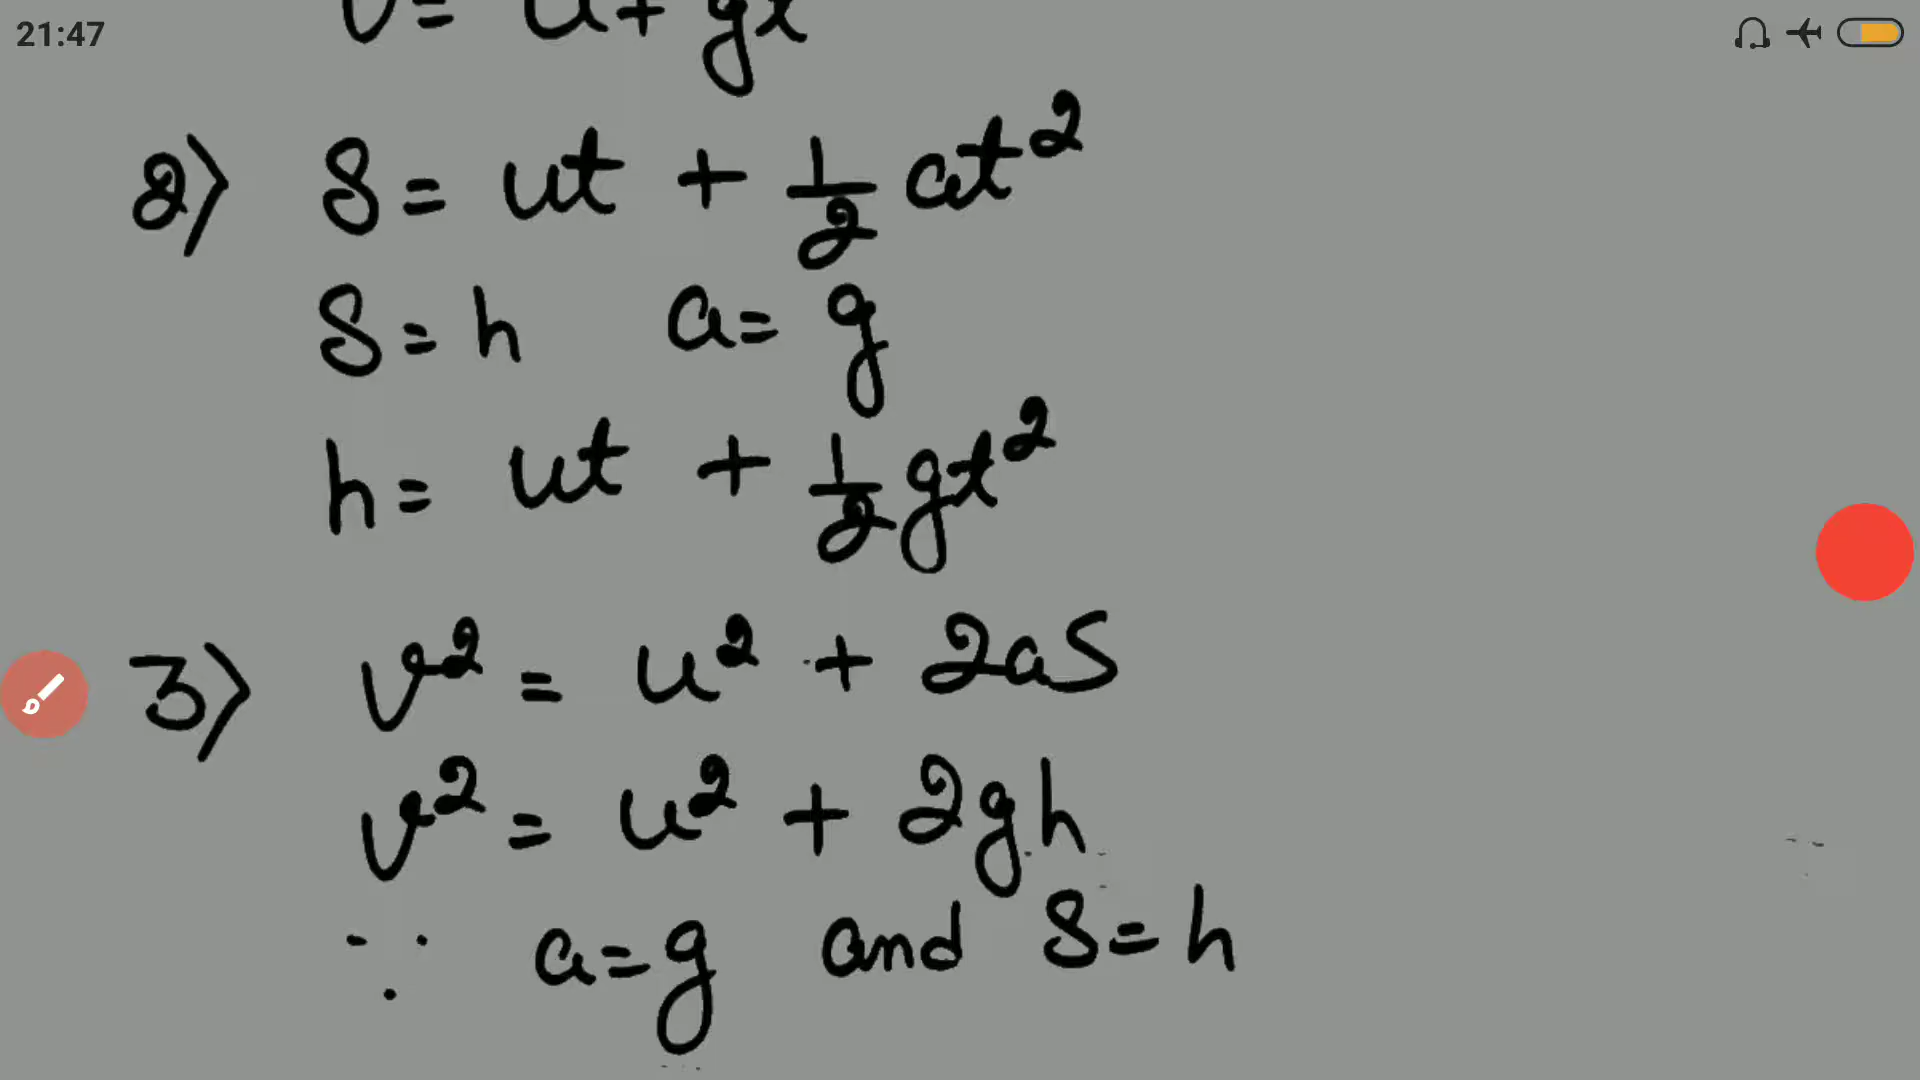 21:47
v = u + gt
2) S = ut + 1/2 at²
S = h a = g
h = ut + 1/2 gt²
3) v² = u² + 2aS
v² = u² + 2gh
∵ a = g and S = h